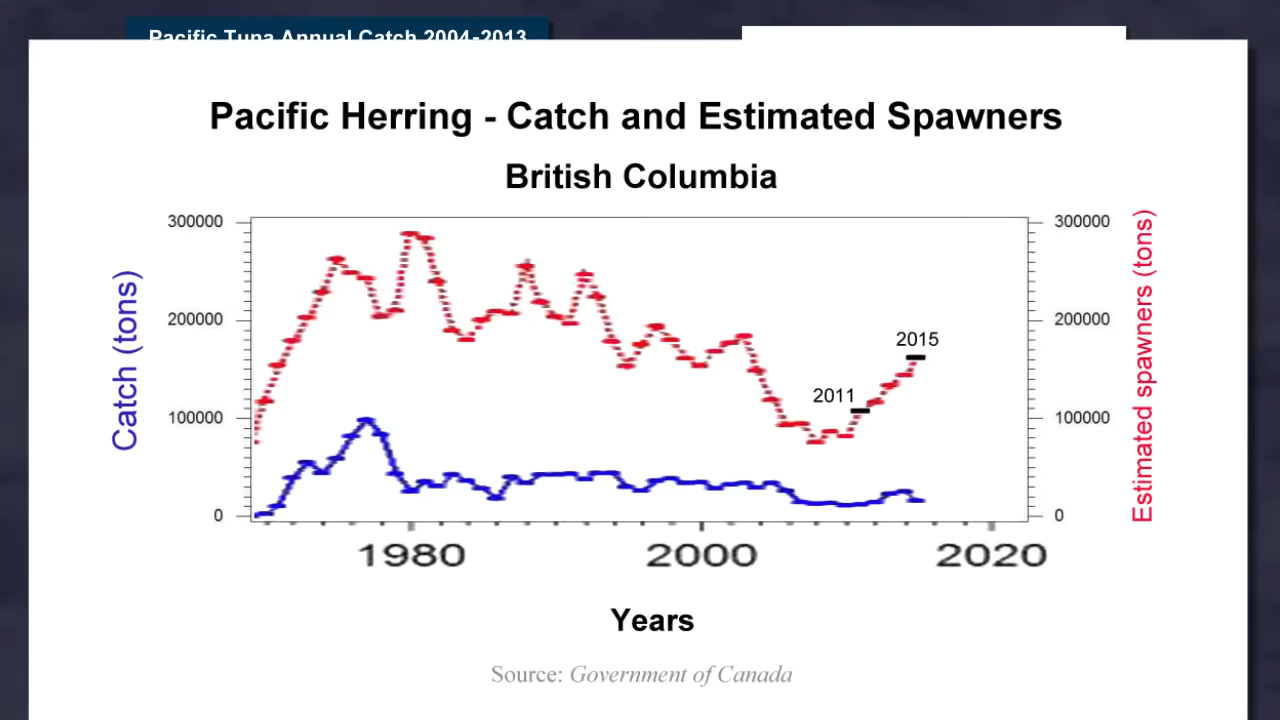 Pacific Tuna Annual Catch 2004-2013
Pacific Herring - Catch and Estimated Spawners
British Columbia
Catch (tons)
300000
200000
100000
0
2011
2015
300000
200000
100000
0
Estimated spawners (tons)
1980 2000 2020
Years
Source: Government of Canada